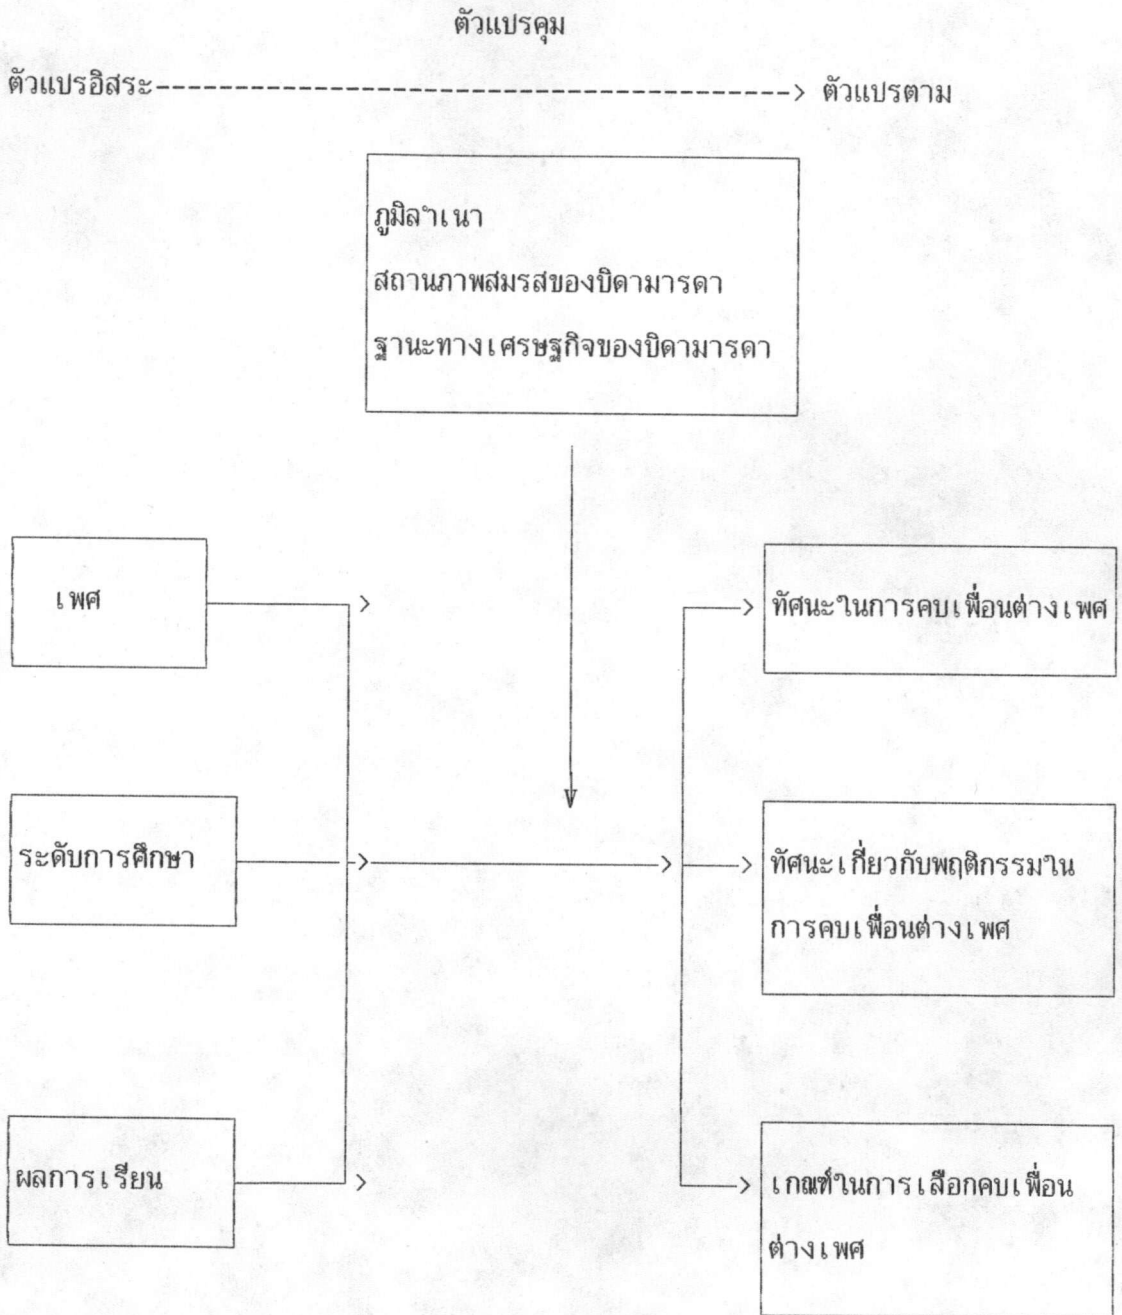 ตัวแปรคุม
ตัวแปรอิสระ-----------------------------------------> ตัวแปรตาม
ภูมิลำเนา
สถานภาพสมรสของบิดามารดา
ฐานะทางเศรษฐกิจของบิดามารดา
เพศ
ทัศนะในการคบเพื่อนต่างเพศ
ระดับการศึกษา
ทัศนะเกี่ยวกับพฤติกรรมใน
การคบเพื่อนต่างเพศ
ผลการเรียน
เกณฑ์ในการเลือกคบเพื่อน
ต่างเพศ